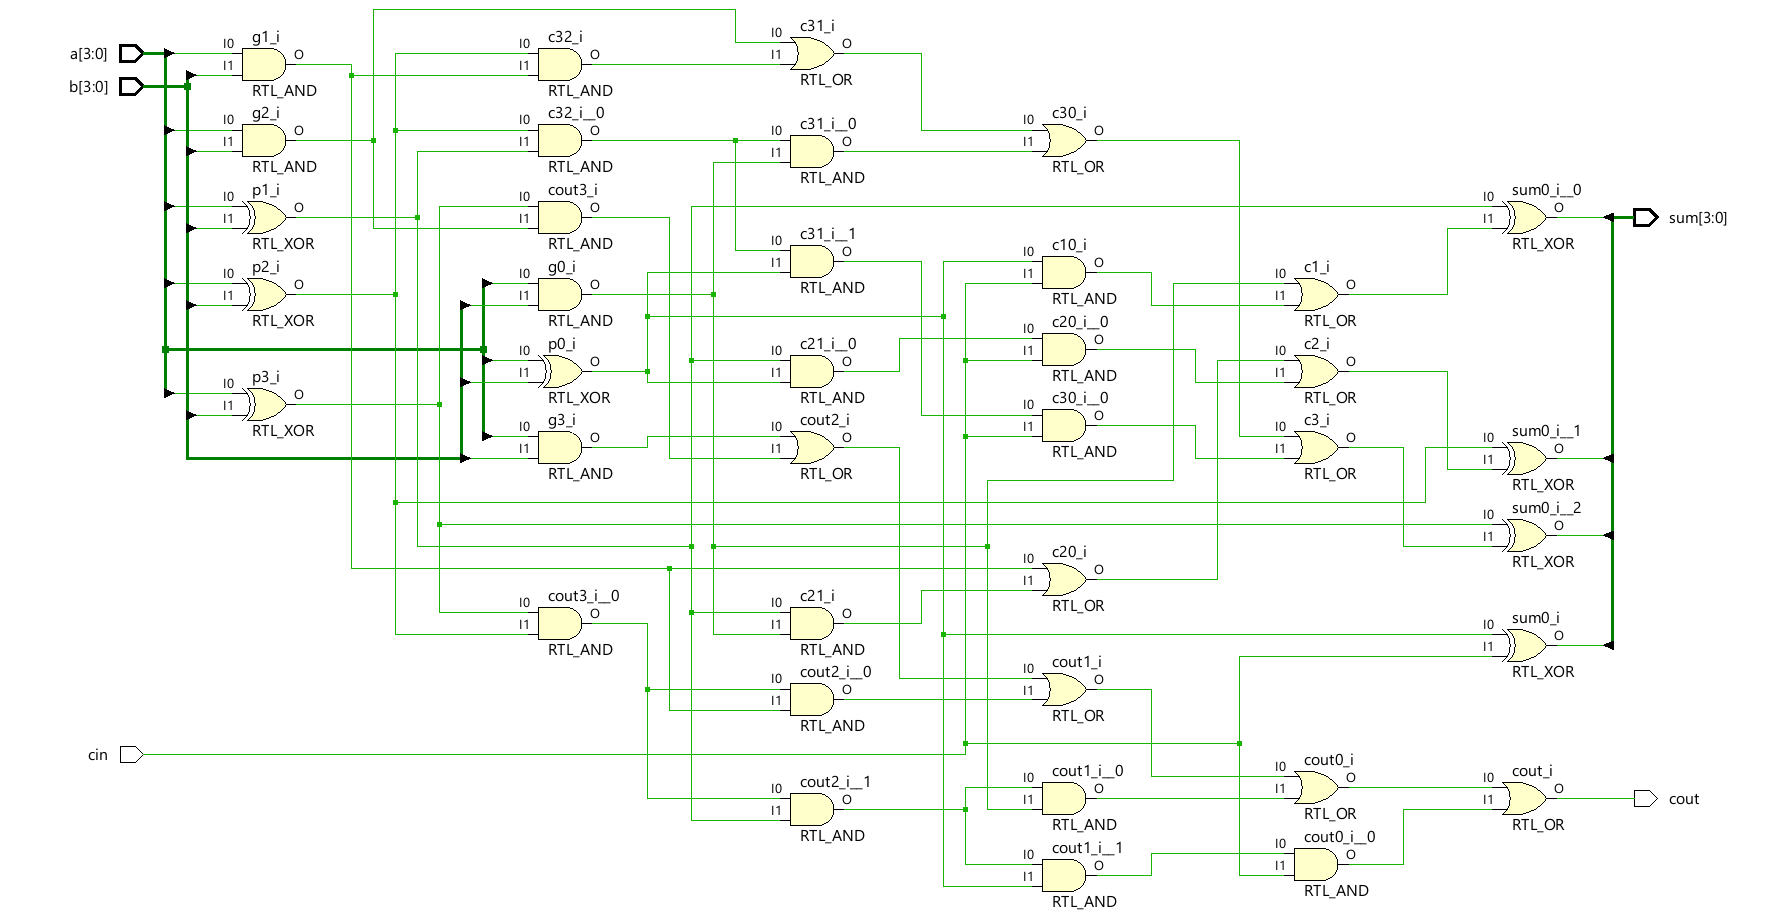 a[3:0]
b[3:0]
cin
g1_i
I0
I1
O
RTL_AND
g2_i
I0
I1
O
RTL_AND
p1_i
I0
I1
O
RTL_XOR
p2_i
I0
I1
O
RTL_XOR
p3_i
I0
I1
O
RTL_XOR
c32_i
I0
I1
O
RTL_AND
c32_i__0
I0
I1
O
RTL_AND
cout3_i
I0
I1
O
RTL_AND
g0_i
I0
I1
O
RTL_AND
p0_i
I0
I1
O
RTL_XOR
g3_i
I0
I1
O
RTL_AND
cout3_i__0
I0
I1
O
RTL_AND
c31_i
I0
I1
O
RTL_OR
c31_i__0
I0
I1
O
RTL_AND
c31_i__1
I0
I1
O
RTL_AND
c21_i__0
I0
I1
O
RTL_AND
cout2_i
I0
I1
O
RTL_OR
c21_i
I0
I1
O
RTL_AND
cout2_i__0
I0
I1
O
RTL_AND
cout2_i__1
I0
I1
O
RTL_AND
c30_i
I0
I1
O
RTL_OR
c10_i
I0
I1
O
RTL_AND
c20_i__0
I0
I1
O
RTL_AND
c30_i__0
I0
I1
O
RTL_AND
c20_i
I0
I1
O
RTL_OR
cout1_i
I0
I1
O
RTL_OR
cout1_i__0
I0
I1
O
RTL_AND
cout1_i__1
I0
I1
O
RTL_AND
c1_i
I0
I1
O
RTL_OR
c2_i
I0
I1
O
RTL_OR
c3_i
I0
I1
O
RTL_OR
cout0_i
I0
I1
O
RTL_OR
cout0_i__0
I0
I1
O
RTL_AND
sum0_i__0
I0
I1
O
RTL_XOR
sum0_i__1
I0
I1
O
RTL_XOR
sum0_i__2
I0
I1
O
RTL_XOR
sum0_i
I0
I1
O
RTL_XOR
cout_i
I0
I1
O
RTL_OR
sum[3:0]
cout